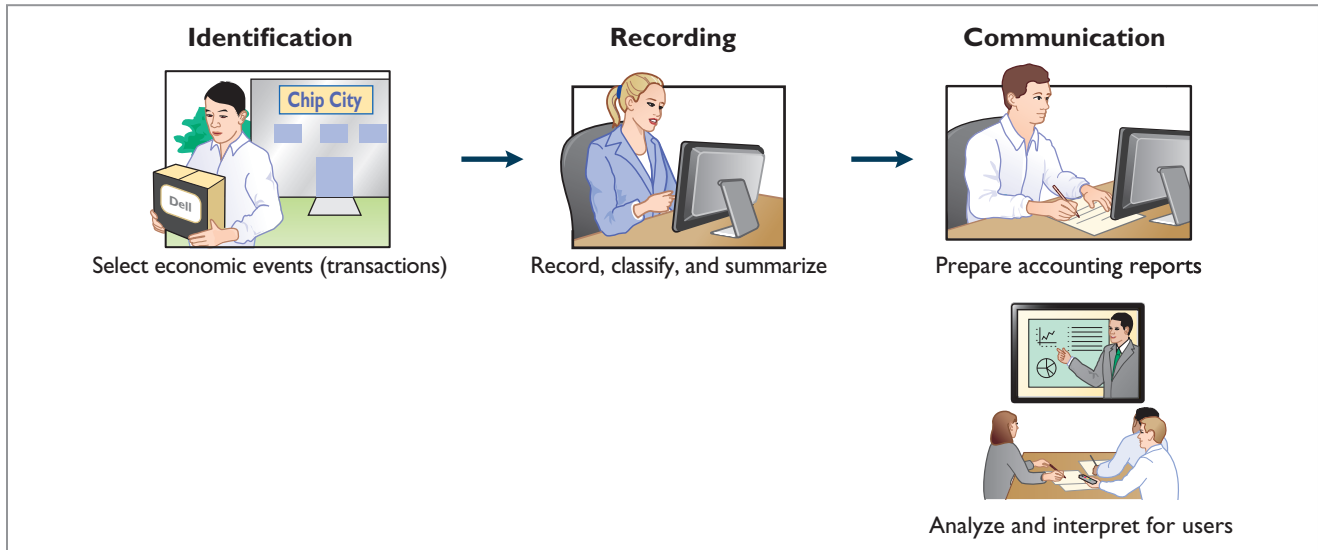 Identification
Recording
Communication
Chip City
Dell
Select economic events (transactions)
Record, classify, and summarize
Prepare accounting reports
Analyze and interpret for users